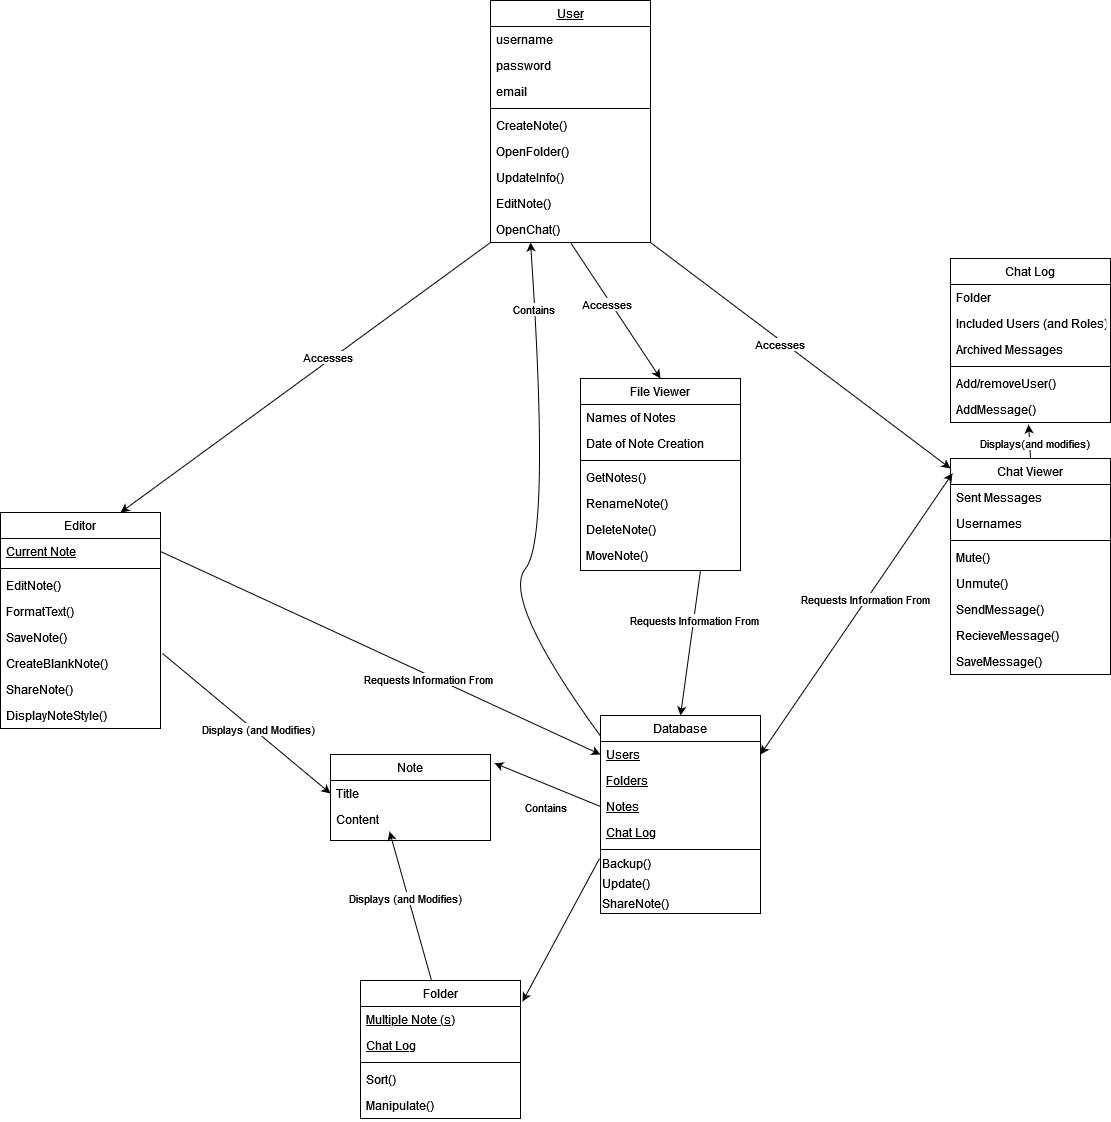 User
username
password
email
CreateNote()
OpenFolder()
UpdateInfo()
EditNote()
OpenChat()
Contains
Accesses
Accesses
Accesses
Chat Log
Folder
Included Users (and Roles)
Archived Messages
Add/removeUser()
AddMessage()
Displays(and modifies)
File Viewer
Names of Notes
Date of Note Creation
GetNotes()
RenameNote()
DeleteNote()
MoveNote()
Chat Viewer
Sent Messages
Usernames
Mute()
Unmute()
SendMessage()
RecieveMessage()
SaveMessage()
Editor
Current Note
EditNote()
FormatText()
SaveNote()
CreateBlankNote()
ShareNote()
DisplayNoteStyle()
Requests Information From
Requests Information From
Requests Information From
Displays (and Modifies)
Database
Users
Folders
Notes
Chat Log
Backup()
Update()
ShareNote()
Note
Title
Content
Contains
Displays (and Modifies)
Folder
Multiple Note (s)
Chat Log
Sort()
Manipulate()